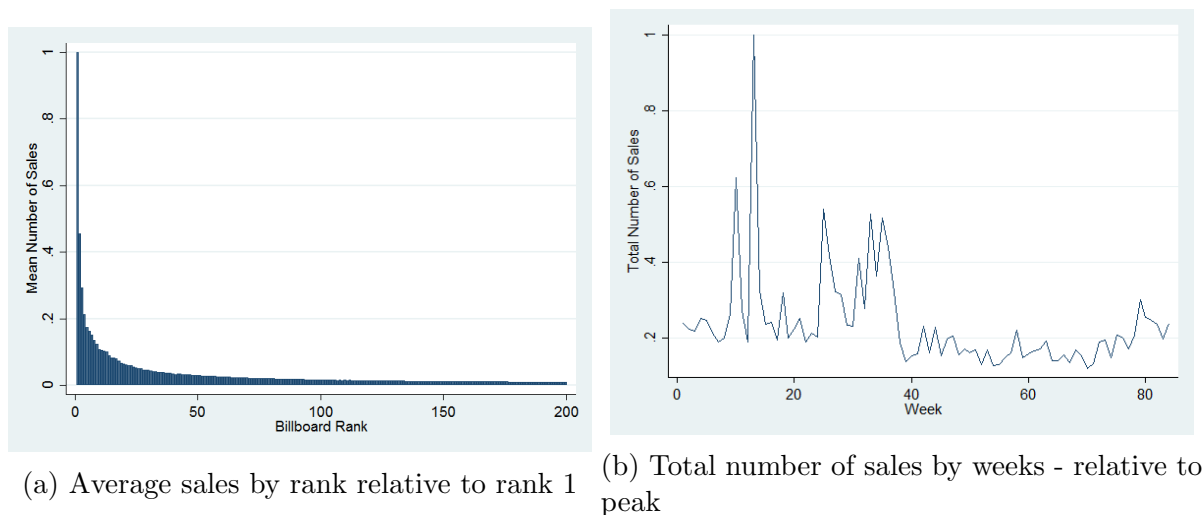 Mean Number of Sales
1
.8
.6
.4
.2
0
0 50 100 150 200
Billboard Rank
(a) Average sales by rank relative to rank 1
Total Number of Sales
1
.8
.6
.4
.2
0 20 40 60 80
Week
(b) Total number of sales by weeks - relative to
peak